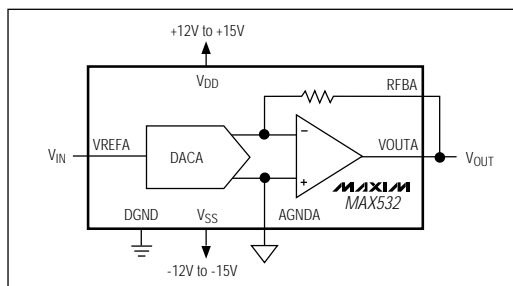 +12V to +15V
VDD
RFBA
VIN
VREFA
DACA
−
+
VOUTA
VOUT
MAXIM
MAX532
DGND
VSS
AGNDA
-12V to -15V